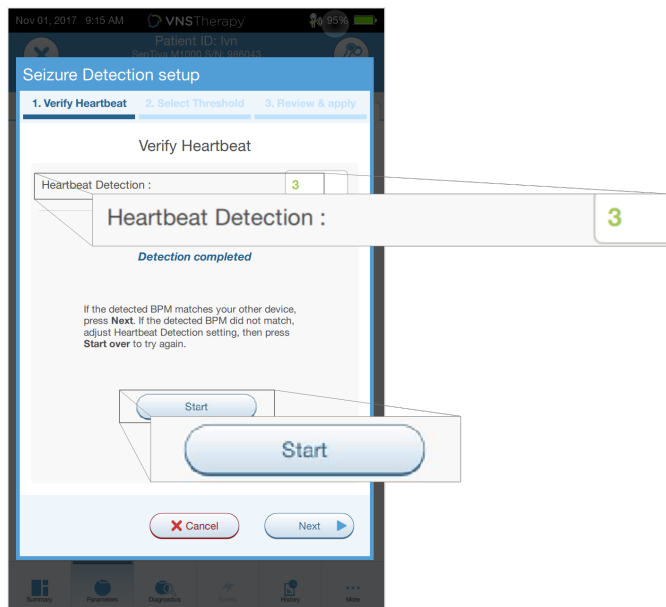 Nov 01, 2017 9:15 AM VNSTherapy 95%
Patient ID: Ivn
SenTiva M1000 S/N: 986043
Seizure Detection setup
1. Verify Heartbeat 2. Select Threshold 3. Review & apply
Verify Heartbeat
Heartbeat Detection : 3
Heartbeat Detection : 3
Detection completed
If the detected BPM matches your other device,
press Next. If the detected BPM did not match,
adjust Heartbeat Detection setting, then press
Start over to try again.
Start
Start
Cancel Next
Summary Parameters Diagnostics Events History More